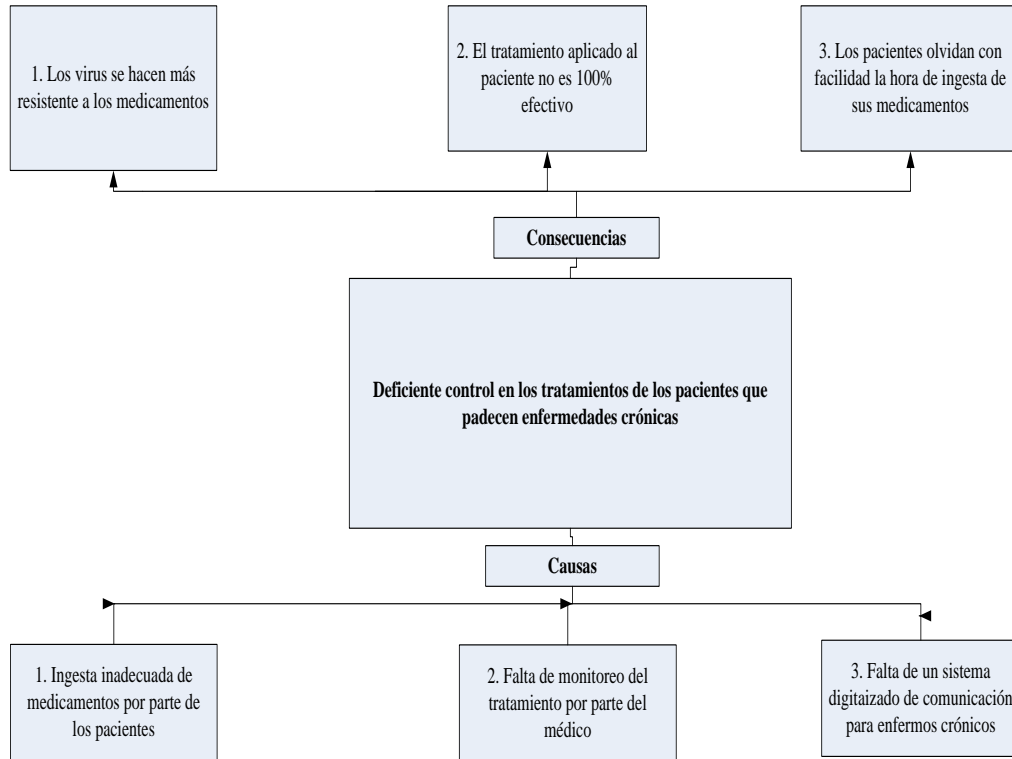 1. Los virus se hacen más
resistente a los medicamentos
2. El tratamiento aplicado al
paciente no es 100%
efectivo
3. Los pacientes olvidan con
facilidad la hora de ingesta de
sus medicamentos
Consecuencias
Deficiente control en los tratamientos de los pacientes que
padecen enfermedades crónicas
Causas
1. Ingesta inadecuada de
medicamentos por parte de
los pacientes
2. Falta de monitoreo del
tratamiento por parte del
médico
3. Falta de un sistema
digitaizado de comunicación
para enfermos crónicos